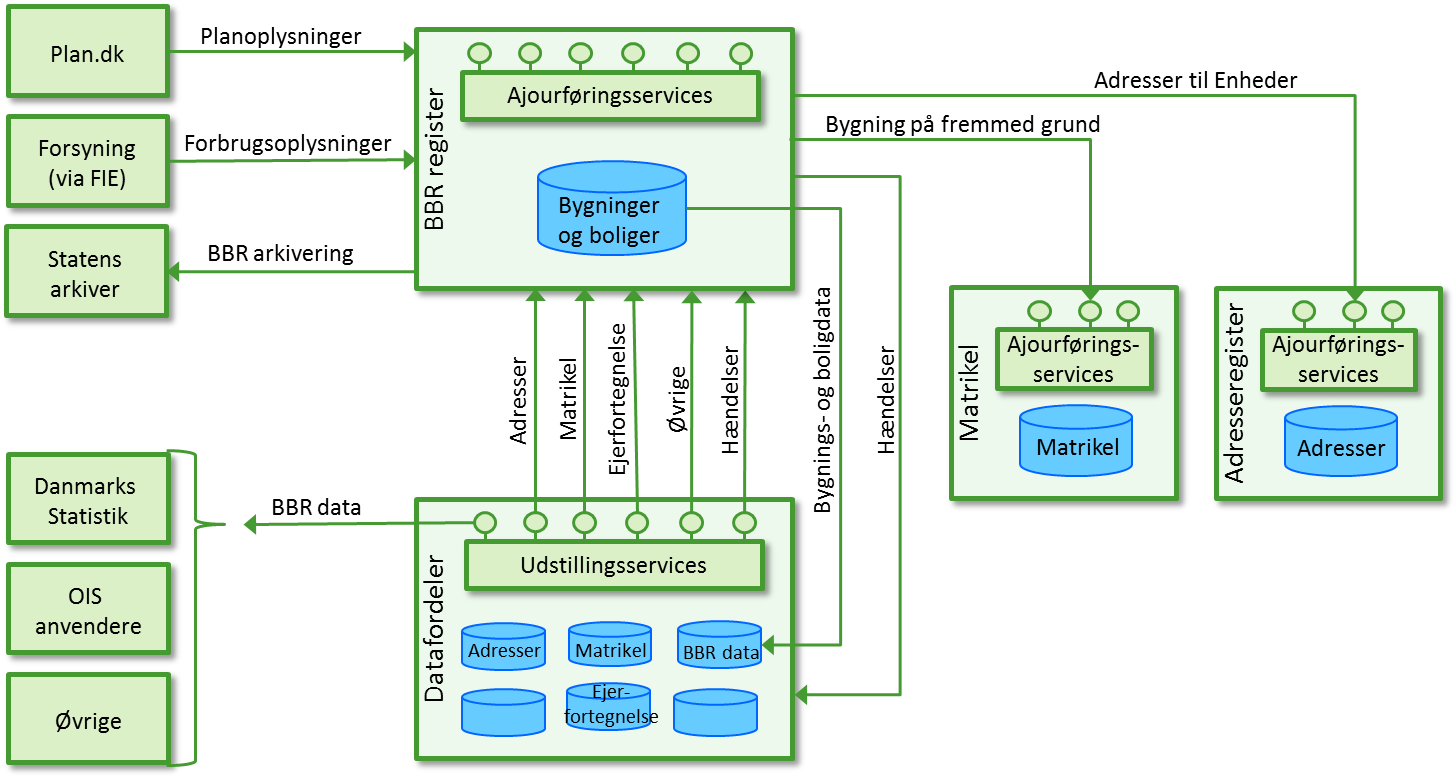 Plan.dk
Planoplysninger
Forsyning
(via FIE)
Forbrugsoplysninger
Statens
arkiver
BBR arkivering
BBR register
Ajourføringsservices
Bygninger
og boliger
Adresser til Enheder
Bygning på fremmed grund
Adresser
Matrikel
Ejerfortegnelse
Øvrige
Hændelser
Bygnings- og boligdata
Hændelser
Matrikel
Ajourførings-
services
Matrikel
Adresseregister
Ajourførings-
services
Adresser
Danmarks
Statistik
OIS
anvendere
Øvrige
BBR data
Datafordeler
Udstillingsservices
Adresser
Matrikel
BBR data
Ejer-
fortegnelse